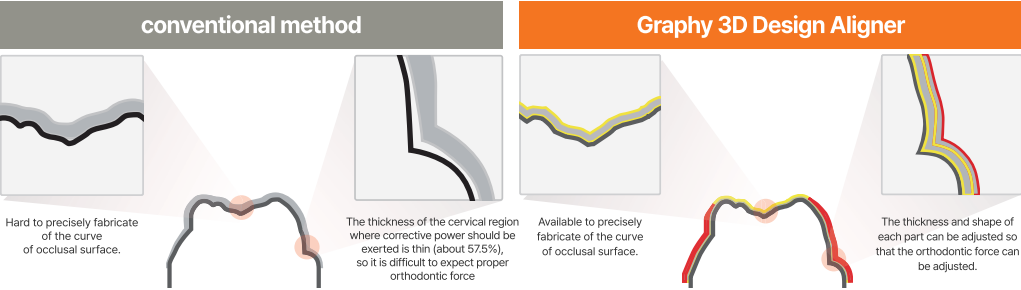 conventional method
Hard to precisely fabricate
of the curve
of occlusal surface.
The thickness of the cervical region
where corrective power should be
exerted is thin (about 57.5%),
so it is difficult to expect proper
orthodontic force
Graphy 3D Design Aligner
Available to precisely
fabricate of the curve
of occlusal surface.
The thickness and shape of
each part can be adjusted so
that the orthodontic force can
be adjusted.